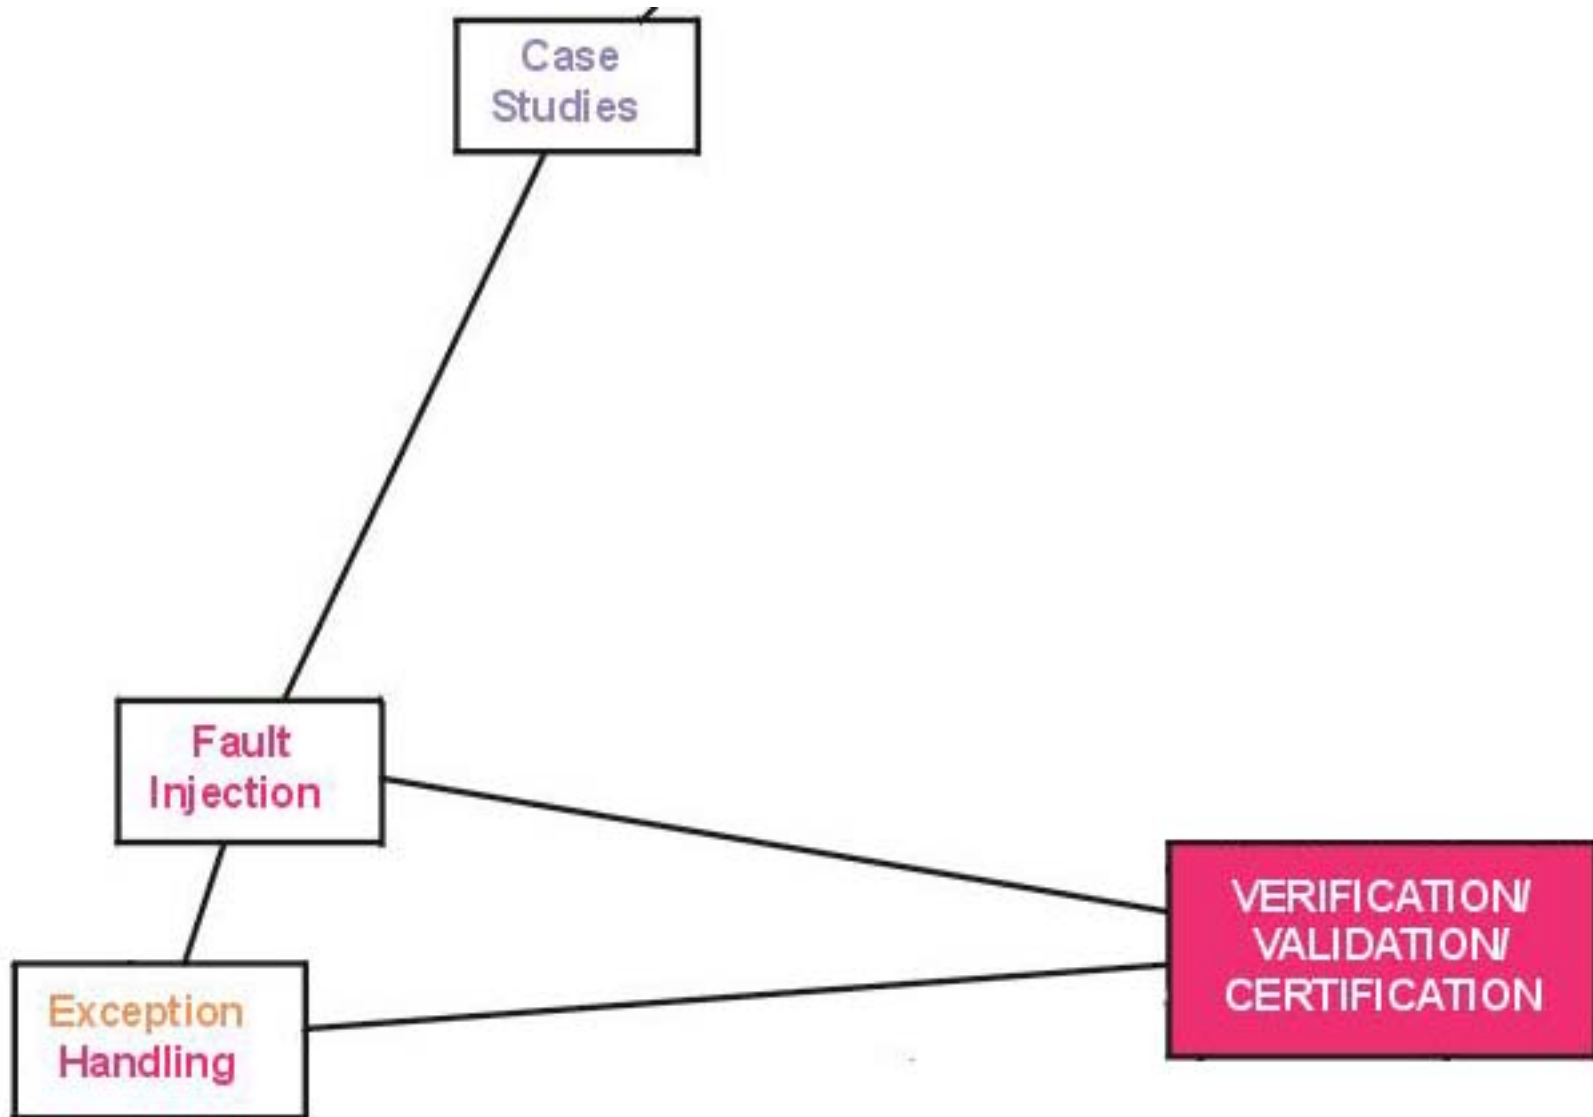 Case
Studies
Fault
Injection
VERIFICATION/
VALIDATION/
CERTIFICATION
Exception
Handling